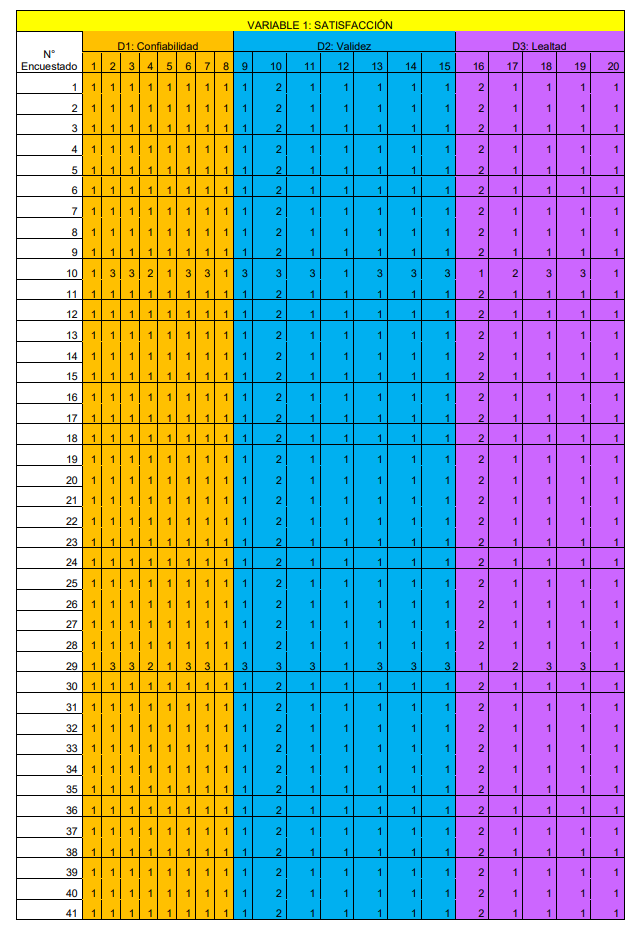 VARIABLE 1: SATISFACCIÓN
N° Encuestado D1: Confiabilidad D2: Validez D3: Lealtad
1 2 3 4 5 6 7 8 9 10 11 12 13 14 15 16 17 18 19 20
1 1 1 1 1 1 1 1 1 1 2 1 1 1 1 1 2 1 1 1 1
2 1 1 1 1 1 1 1 1 1 2 1 1 1 1 1 2 1 1 1 1
3 1 1 1 1 1 1 1 1 1 2 1 1 1 1 1 2 1 1 1 1
4 1 1 1 1 1 1 1 1 1 2 1 1 1 1 1 2 1 1 1 1
5 1 1 1 1 1 1 1 1 1 2 1 1 1 1 1 2 1 1 1 1
6 1 1 1 1 1 1 1 1 1 2 1 1 1 1 1 2 1 1 1 1
7 1 1 1 1 1 1 1 1 1 2 1 1 1 1 1 2 1 1 1 1
8 1 1 1 1 1 1 1 1 1 2 1 1 1 1 1 2 1 1 1 1
9 1 1 1 1 1 1 1 1 1 2 1 1 1 1 1 2 1 1 1 1
10 1 3 3 2 1 3 3 1 3 3 3 1 3 3 3 1 2 3 3 1
11 1 1 1 1 1 1 1 1 1 2 1 1 1 1 1 2 1 1 1 1
12 1 1 1 1 1 1 1 1 1 2 1 1 1 1 1 2 1 1 1 1
13 1 1 1 1 1 1 1 1 1 2 1 1 1 1 1 2 1 1 1 1
14 1 1 1 1 1 1 1 1 1 2 1 1 1 1 1 2 1 1 1 1
15 1 1 1 1 1 1 1 1 1 2 1 1 1 1 1 2 1 1 1 1
16 1 1 1 1 1 1 1 1 1 2 1 1 1 1 1 2 1 1 1 1
17 1 1 1 1 1 1 1 1 1 2 1 1 1 1 1 2 1 1 1 1
18 1 1 1 1 1 1 1 1 1 2 1 1 1 1 1 2 1 1 1 1
19 1 1 1 1 1 1 1 1 1 2 1 1 1 1 1 2 1 1 1 1
20 1 1 1 1 1 1 1 1 1 2 1 1 1 1 1 2 1 1 1 1
21 1 1 1 1 1 1 1 1 1 2 1 1 1 1 1 2 1 1 1 1
22 1 1 1 1 1 1 1 1 1 2 1 1 1 1 1 2 1 1 1 1
23 1 1 1 1 1 1 1 1 1 2 1 1 1 1 1 2 1 1 1 1
24 1 1 1 1 1 1 1 1 1 2 1 1 1 1 1 2 1 1 1 1
25 1 1 1 1 1 1 1 1 1 2 1 1 1 1 1 2 1 1 1 1
26 1 1 1 1 1 1 1 1 1 2 1 1 1 1 1 2 1 1 1 1
27 1 1 1 1 1 1 1 1 1 2 1 1 1 1 1 2 1 1 1 1
28 1 1 1 1 1 1 1 1 1 2 1 1 1 1 1 2 1 1 1 1
29 1 3 3 2 1 3 3 1 3 3 3 1 3 3 3 1 2 3 3 1
30 1 1 1 1 1 1 1 1 1 2 1 1 1 1 1 2 1 1 1 1
31 1 1 1 1 1 1 1 1 1 2 1 1 1 1 1 2 1 1 1 1
32 1 1 1 1 1 1 1 1 1 2 1 1 1 1 1 2 1 1 1 1
33 1 1 1 1 1 1 1 1 1 2 1 1 1 1 1 2 1 1 1 1
34 1 1 1 1 1 1 1 1 1 2 1 1 1 1 1 2 1 1 1 1
35 1 1 1 1 1 1 1 1 1 2 1 1 1 1 1 2 1 1 1 1
36 1 1 1 1 1 1 1 1 1 2 1 1 1 1 1 2 1 1 1 1
37 1 1 1 1 1 1 1 1 1 2 1 1 1 1 1 2 1 1 1 1
38 1 1 1 1 1 1 1 1 1 2 1 1 1 1 1 2 1 1 1 1
39 1 1 1 1 1 1 1 1 1 2 1 1 1 1 1 2 1 1 1 1
40 1 1 1 1 1 1 1 1 1 2 1 1 1 1 1 2 1 1 1 1
41 1 1 1 1 1 1 1 1 1 2 1 1 1 1 1 2 1 1 1 1